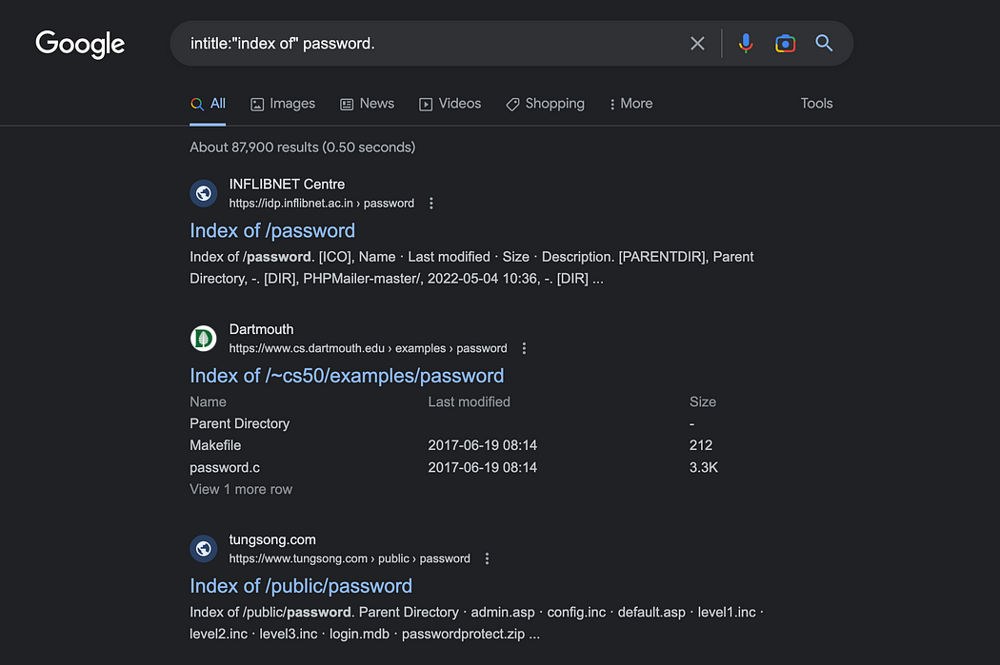 Google
intitle:"index of" password.
All Images News Videos Shopping More Tools
About 87,900 results (0.50 seconds)
INFLIBNET Centre
https://idp.inflibnet.ac.in › password
Index of /password
Index of /password. [ICO], Name · Last modified · Size · Description. [PARENTDIR], Parent
Directory, -. [DIR], PHPMailer-master/, 2022-05-04 10:36, -. [DIR] ...
Dartmouth
https://www.cs.dartmouth.edu › examples › password
Index of /~cs50/examples/password
Name Last modified Size
Parent Directory -
Makefile 2017-06-19 08:14 212
password.c 2017-06-19 08:14 3.3K
View 1 more row
tungsong.com
https://www.tungsong.com › public › password
Index of /public/password
Index of /public/password. Parent Directory · admin.asp · config.inc · default.asp · level1.inc ·
level2.inc · level3.inc · login.mdb · passwordprotect.zip ...